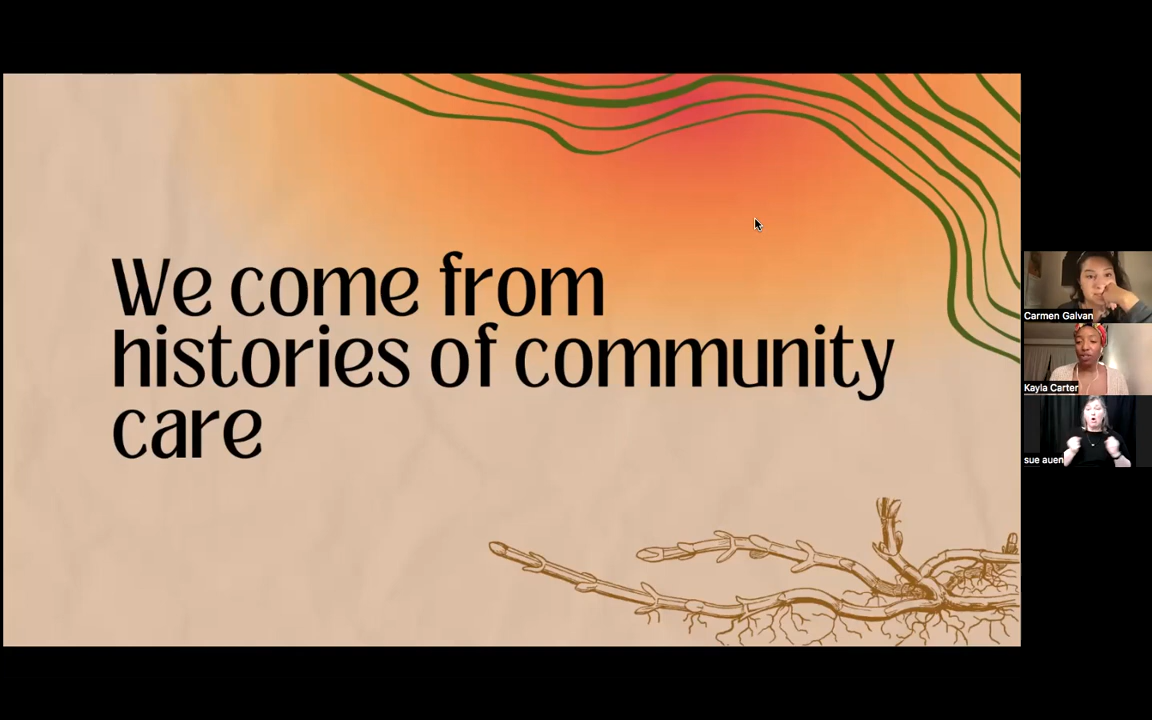 We come from
histories of community
care
Carmen Galvan
Kayla Carter
sue auen